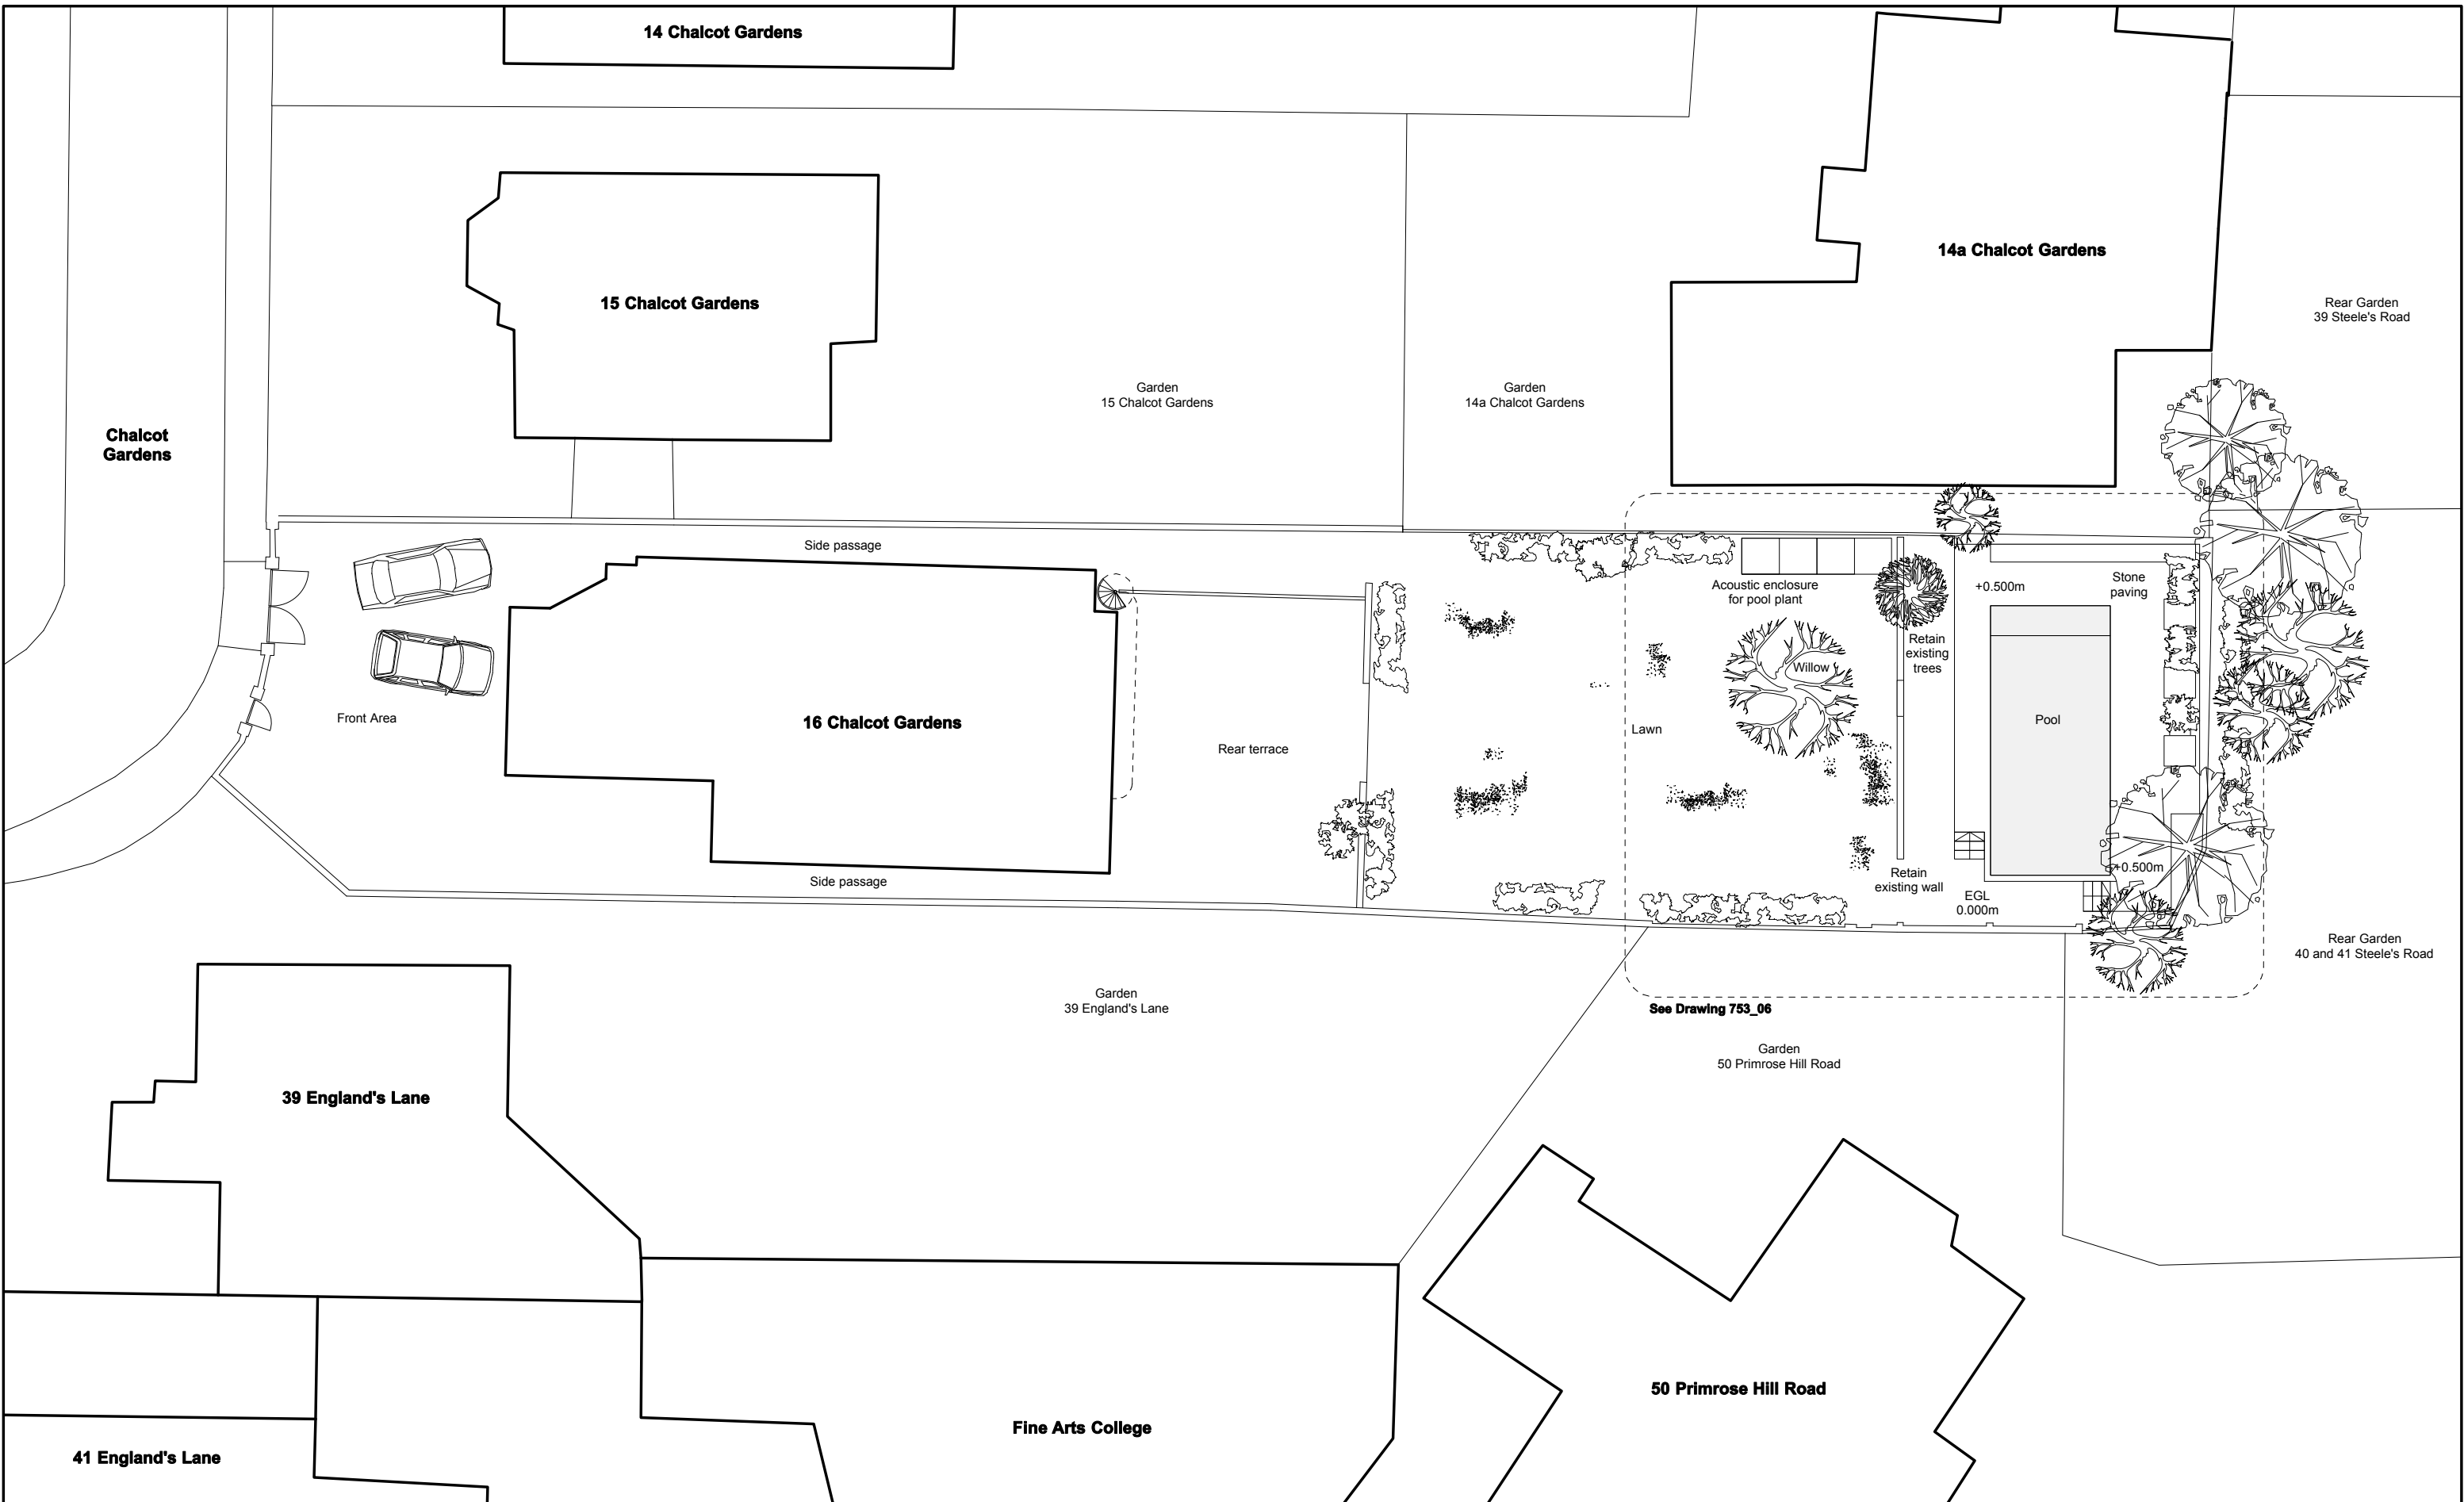 14 Chalcot Gardens
14a Chalcot Gardens
15 Chalcot Gardens
Rear Garden
39 Steele's Road
Garden
15 Chalcot Gardens
Garden
14a Chalcot Gardens
Chalcot
Gardens
Side passage
Acoustic enclosure
for pool plant
+0.500m
Stone
paving
Retain
existing
trees
Willow
Front Area
16 Chalcot Gardens
Rear terrace
Lawn
Pool
Side passage
Retain
existing wall
+0.500m
EGL
0.000m
Rear Garden
40 and 41 Steele's Road
Garden
39 England's Lane
See Drawing 753_06
Garden
50 Primrose Hill Road
39 England's Lane
50 Primrose Hill Road
Fine Arts College
41 England's Lane